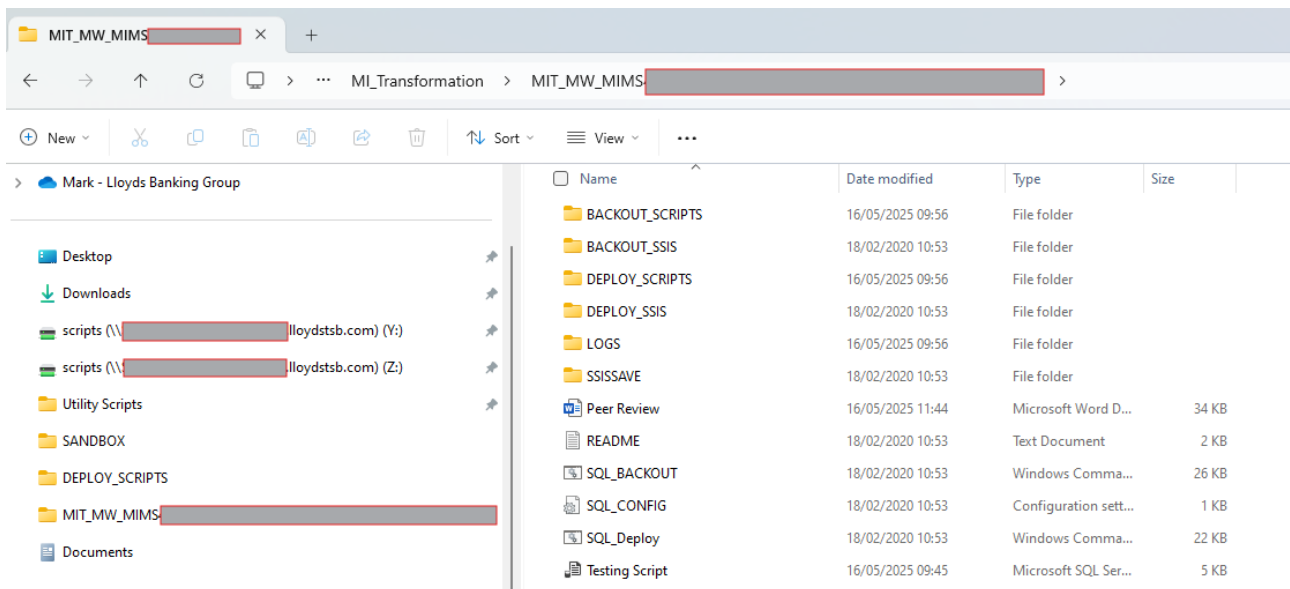 MIT_MW_MIMS
MI_Transformation > MIT_MW_MIMS >
New Sort View
Mark - Lloyds Banking Group
Name Date modified Type Size
BACKOUT_SCRIPTS 16/05/2025 09:56 File folder
BACKOUT_SSIS 18/02/2020 10:53 File folder
Desktop
DEPLOY_SCRIPTS 16/05/2025 09:56 File folder
Downloads
DEPLOY_SSIS 18/02/2020 10:53 File folder
scripts (\\ lloydstsb.com) (Y:)
LOGS 16/05/2025 09:56 File folder
scripts (\\ lloydstsb.com) (Z:)
SSISSAVE 18/02/2020 10:53 File folder
Utility Scripts
Peer Review 16/05/2025 11:44 Microsoft Word D... 34 KB
SANDBOX
README 18/02/2020 10:53 Text Document 2 KB
DEPLOY_SCRIPTS
SQL_BACKOUT 18/02/2020 10:53 Windows Comma... 26 KB
MIT_MW_MIMS
SQL_CONFIG 18/02/2020 10:53 Configuration sett... 1 KB
Documents
SQL_Deploy 18/02/2020 10:53 Windows Comma... 22 KB
Testing Script 16/05/2025 09:45 Microsoft SQL Ser... 5 KB